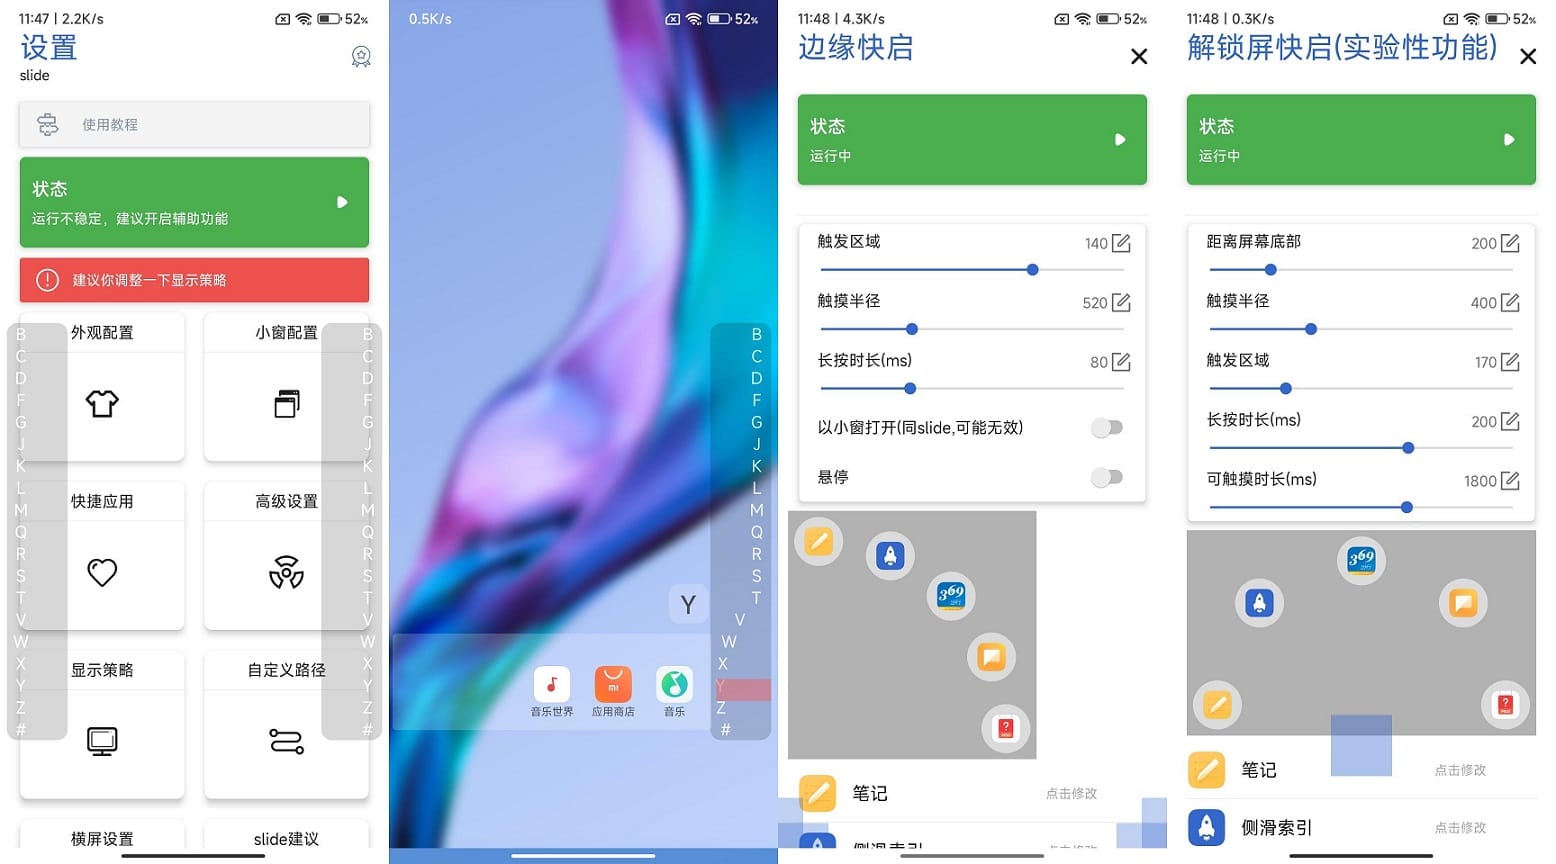 11:47 | 2.2K/s
52%
设置
slide
使用教程
状态
运行不稳定，建议开启辅助功能
建议你调整一下显示策略
外观配置
小窗配置
快捷应用
高级设置
显示策略
自定义路径
横屏设置
slide建议
B
C
D
F
G
J
K
L
M
Q
R
S
T
V
W
X
Y
Z
#
B
C
D
F
G
J
K
L
M
Q
R
S
T
V
W
X
Y
Z
#
0.5K/s
52%
B
C
D
F
G
J
K
L
M
Q
R
S
T
V
W
X
Y
Z
#
Y
mi
音乐世界
应用商店
音乐
11:48 | 4.3K/s
52%
边缘快启
状态
运行中
触发区域
140
触摸半径
520
长按时长(ms)
80
以小窗打开(同slide,可能无效)
悬停
369
笔记
点击修改
侧滑索引
11:48 | 0.3K/s
52%
解锁屏快启(实验性功能)
状态
运行中
距离屏幕底部
200
触摸半径
400
触发区域
170
长按时长(ms)
200
可触摸时长(ms)
1800
369
笔记
点击修改
侧滑索引
点击修改